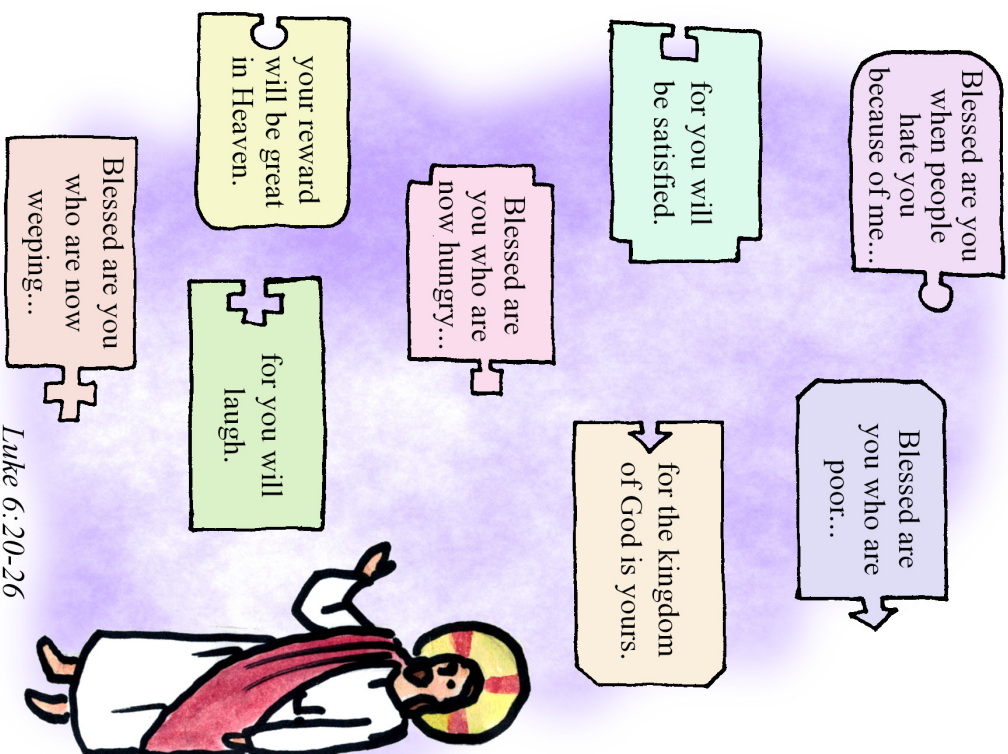 Blessed are you
when people
hate you
because of me...
Blessed are
you who are
poor...
for you will
be satisfied.
for the kingdom
of God is yours.
Blessed are
you who are
now hungry...
your reward
will be great
in Heaven.
for you will
laugh.
Blessed are you
who are now
weeping...
Luke 6:20-26